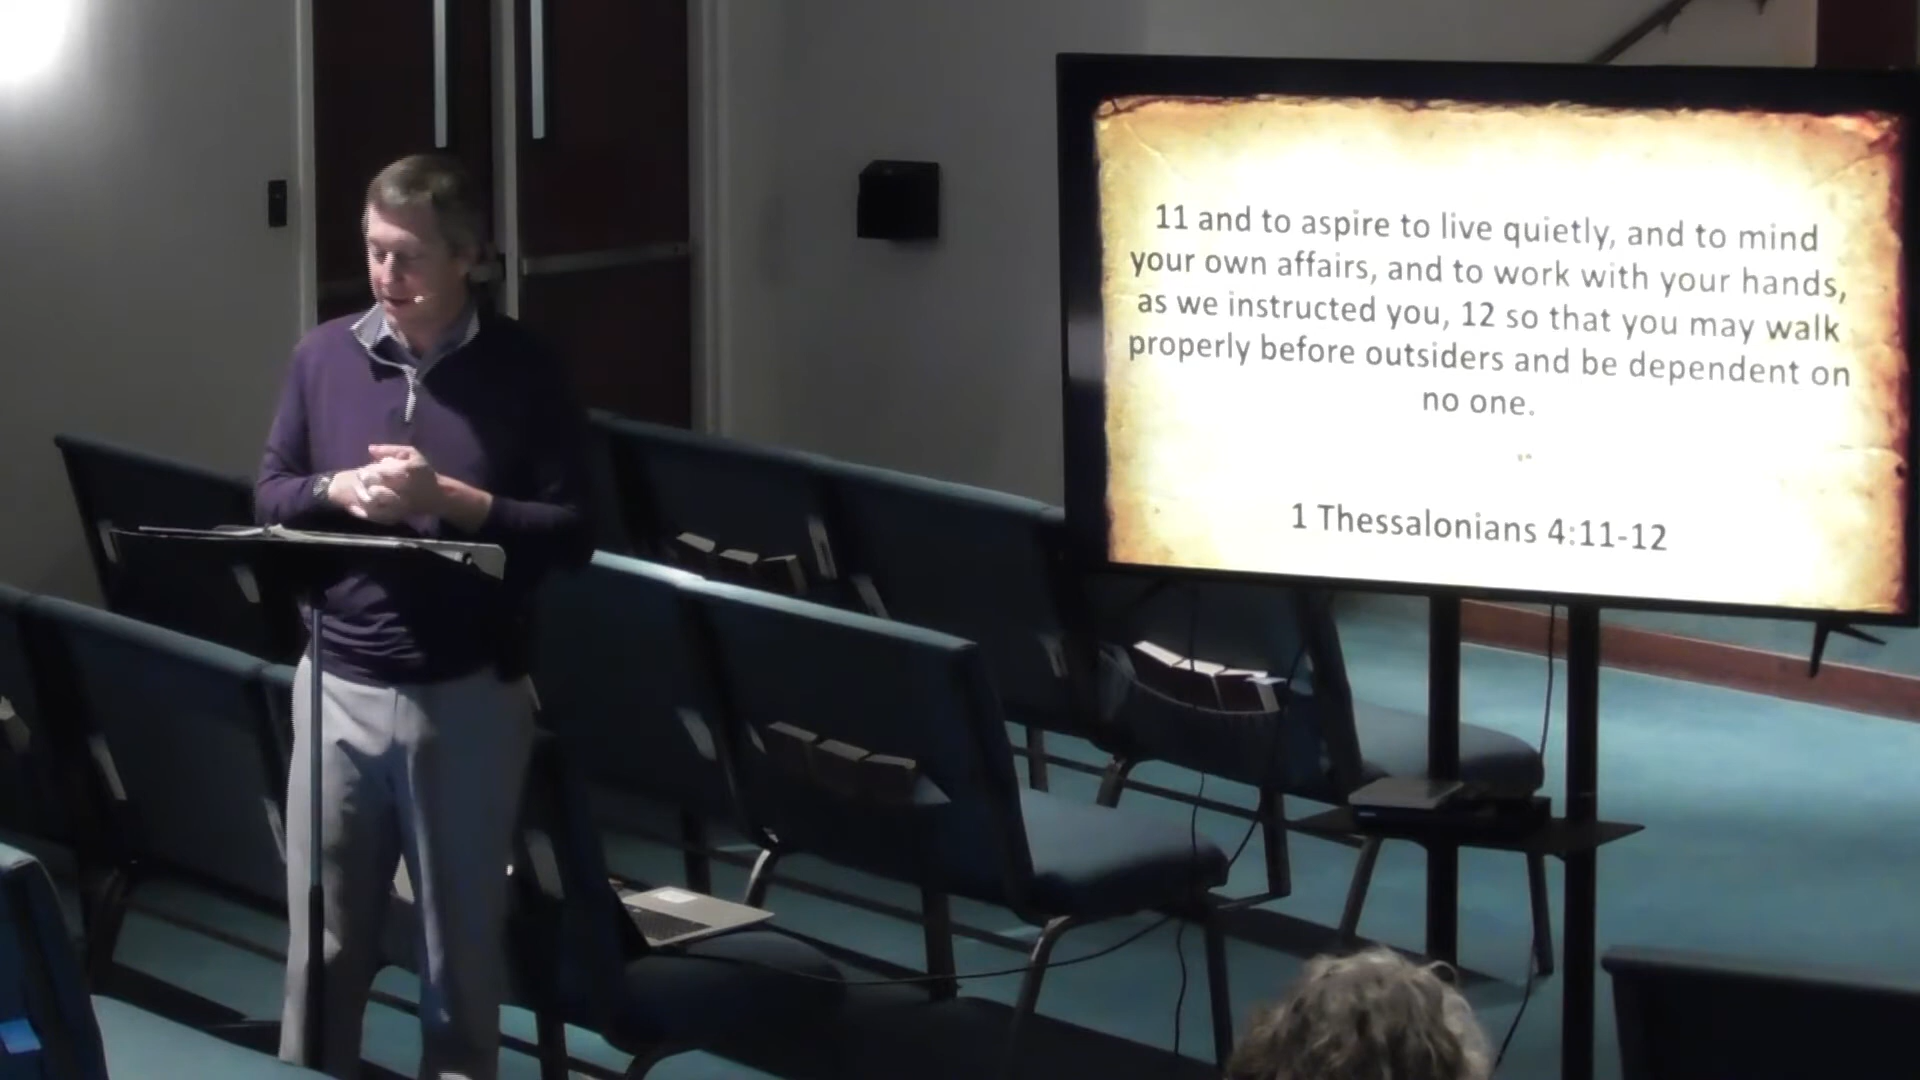 11 and to aspire to live quietly, and to mind
your own affairs, and to work with your hands,
as we instructed you, 12 so that you may walk
properly before outsiders and be dependent on
no one.
1 Thessalonians 4:11-12